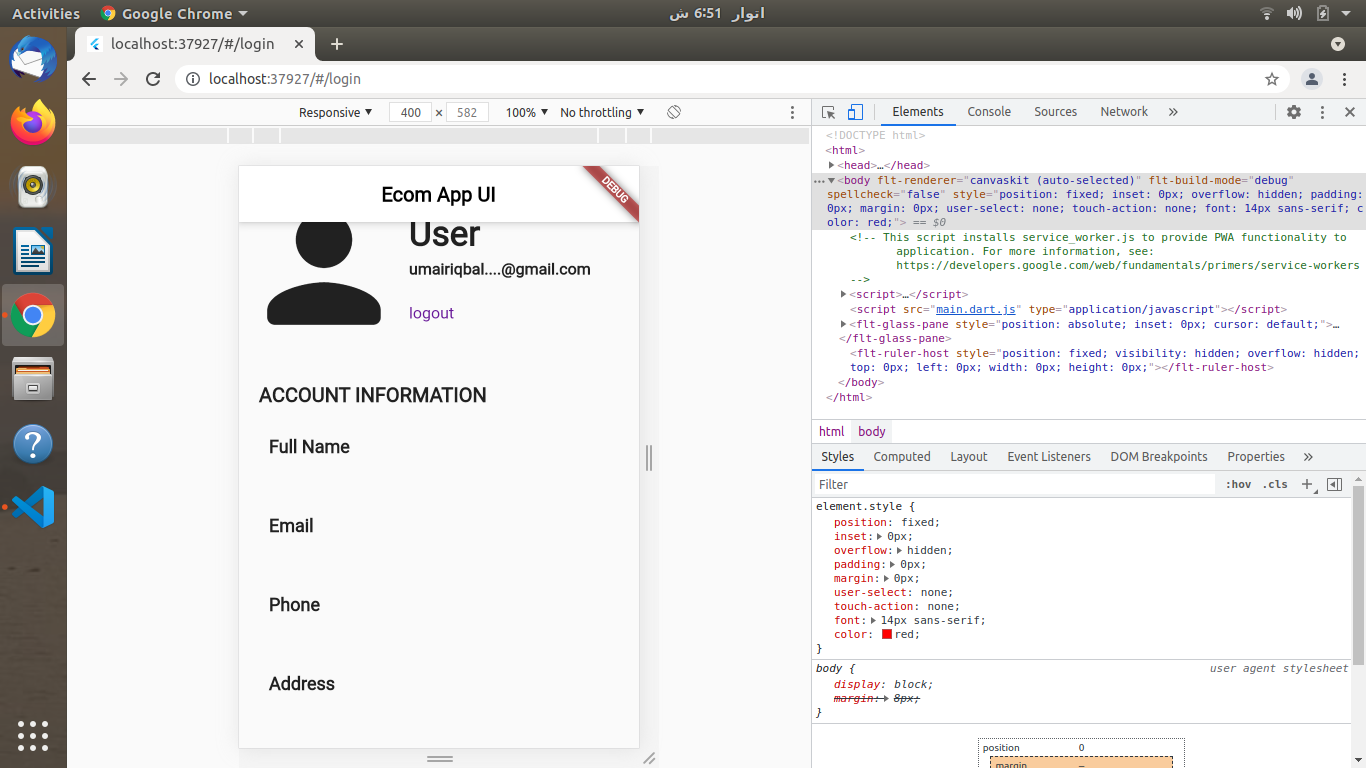 Activities Google Chrome اتوار 6:51 ش
localhost:37927/#/login
localhost:37927/#/login
Responsive 400 × 582 100% No throttling
Ecom App UI
DEBUG
User
umairiqbal....@gmail.com
logout
ACCOUNT INFORMATION
Full Name
Email
Phone
Address
Elements Console Sources Network »
<!DOCTYPE html>
<html>
<head>…</head>
…<body flt-renderer="canvaskit (auto-selected)" flt-build-mode="debug"
spellcheck="false" style="position: fixed; inset: 0px; overflow: hidden; padding:
0px; margin: 0px; user-select: none; touch-action: none; font: 14px sans-serif; c
olor: red;"> == $0
<!-- This script installs service_worker.js to provide PWA functionality to
application. For more information, see:
https://developers.google.com/web/fundamentals/primers/service-workers
-->
<script>…</script>
<script src="main.dart.js" type="application/javascript"></script>
<flt-glass-pane style="position: absolute; inset: 0px; cursor: default;">…
</flt-glass-pane>
<flt-ruler-host style="position: fixed; visibility: hidden; overflow: hidden;
top: 0px; left: 0px; width: 0px; height: 0px;"></flt-ruler-host>
</body>
</html>
html body
Styles Computed Layout Event Listeners DOM Breakpoints Properties »
Filter :hov .cls +
element.style {
position: fixed;
inset: 0px;
overflow: hidden;
padding: 0px;
margin: 0px;
user-select: none;
touch-action: none;
font: 14px sans-serif;
color: red;
}
body { user agent stylesheet
display: block;
margin: 8px;
}
position 0
margin –